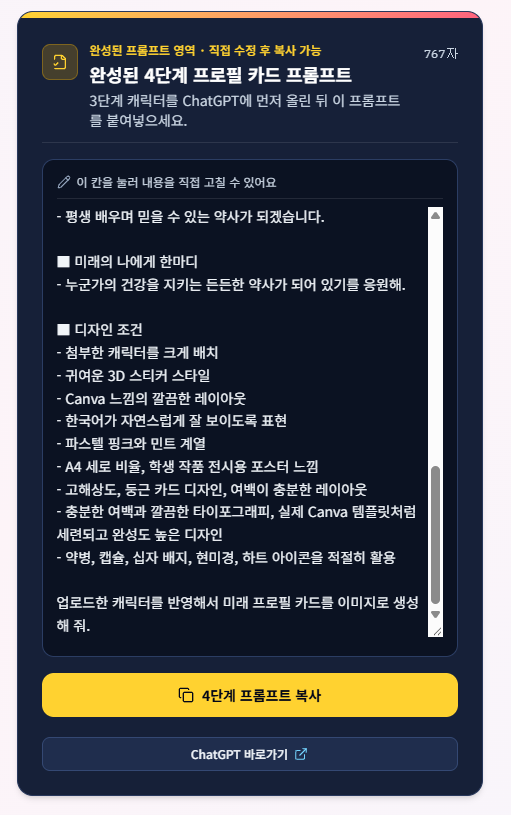 완성된 프롬프트 영역 · 직접 수정 후 복사 가능
767자
완성된 4단계 프로필 카드 프롬프트
3단계 캐릭터를 ChatGPT에 먼저 올린 뒤 이 프롬프트
를 붙여넣으세요.
이 칸을 눌러 내용을 직접 고칠 수 있어요
- 평생 배우며 믿을 수 있는 약사가 되겠습니다.
■ 미래의 나에게 한마디
- 누군가의 건강을 지키는 든든한 약사가 되어 있기를 응원해.
■ 디자인 조건
- 첨부한 캐릭터를 크게 배치
- 귀여운 3D 스티커 스타일
- Canva 느낌의 깔끔한 레이아웃
- 한국어가 자연스럽게 잘 보이도록 표현
- 파스텔 핑크와 민트 계열
- A4 세로 비율, 학생 작품 전시용 포스터 느낌
- 고해상도, 둥근 카드 디자인, 여백이 충분한 레이아웃
- 충분한 여백과 깔끔한 타이포그래피, 실제 Canva 템플릿처럼
세련되고 완성도 높은 디자인
- 약병, 캡슐, 십자 배지, 현미경, 하트 아이콘을 적절히 활용
업로드한 캐릭터를 반영해서 미래 프로필 카드를 이미지로 생성
해 줘.
4단계 프롬프트 복사
ChatGPT 바로가기